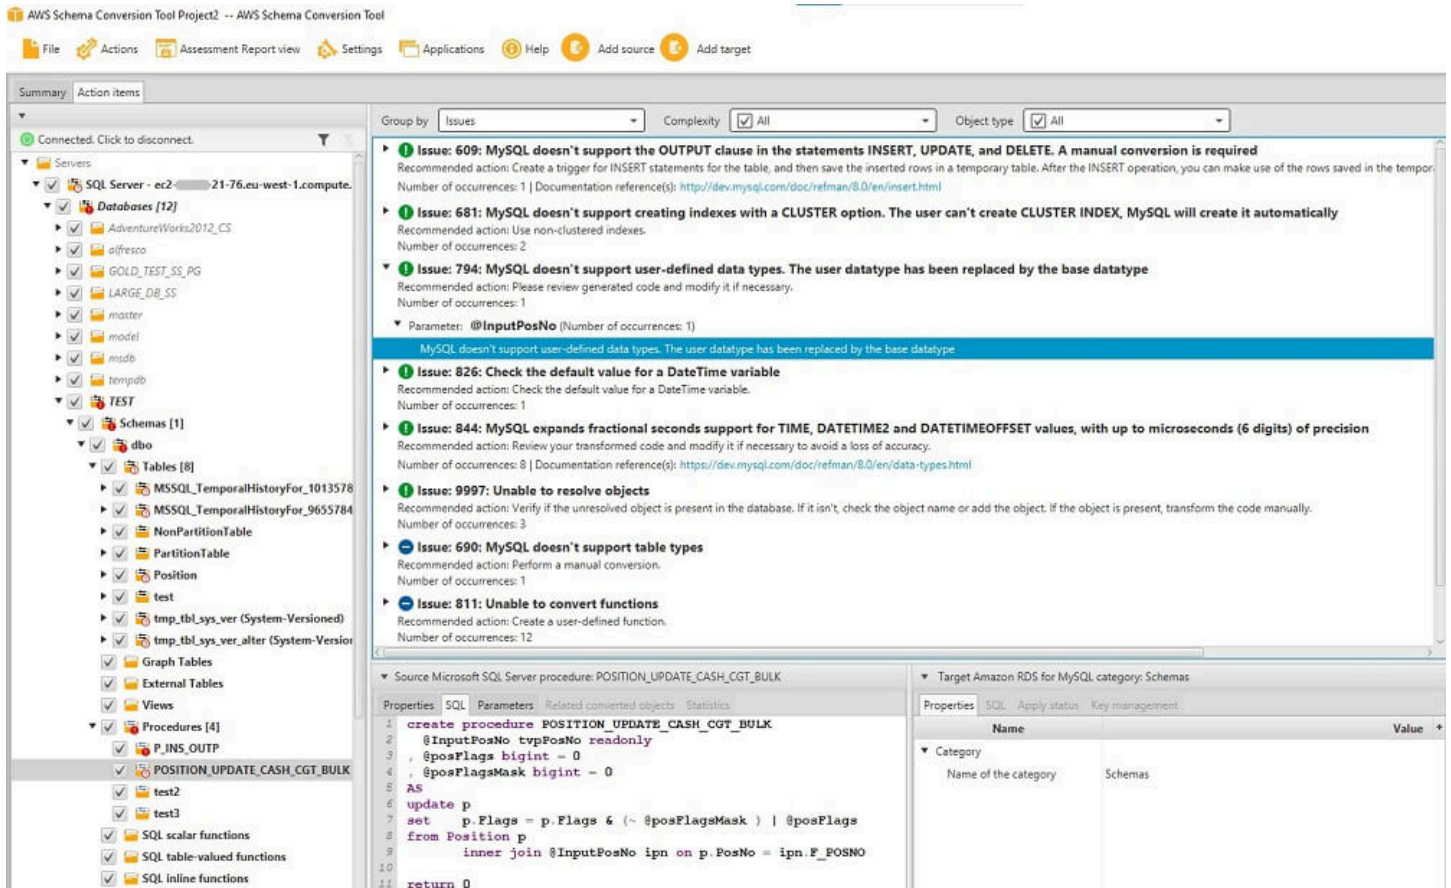 AWS Schema Conversion Tool Project2 -- AWS Schema Conversion Tool
File Actions Assessment Report view Settings Applications Help Add source Add target
Summary Action items
Connected. Click to disconnect.
Servers
SQL Server - ec2- 21-76.eu-west-1.compute.
Databases [12]
AdventureWorks2012_CS
alfresco
GOLD_TEST_SS_PG
LARGE_DB_SS
master
model
msdb
tempdb
TEST
Schemas [1]
dbo
Tables [8]
MSSQL_TemporalHistoryFor_1013578
MSSQL_TemporalHistoryFor_9655784
NonPartitionTable
PartitionTable
Position
test
tmp_tbl_sys_ver (System-Versioned)
tmp_tbl_sys_ver_alter (System-Version
Graph Tables
External Tables
Views
Procedures [4]
P_INS_OUTP
POSITION_UPDATE_CASH_CGT_BULK
test2
test3
SQL scalar functions
SQL table-valued functions
SQL inline functions
Group by Issues Complexity All Object type All
Issue: 609: MySQL doesn't support the OUTPUT clause in the statements INSERT, UPDATE, and DELETE. A manual conversion is required
Recommended action: Create a trigger for INSERT statements for the table, and then save the inserted rows in a temporary table. After the INSERT operation, you can make use of the rows saved in the tempor
Number of occurrences: 1 | Documentation reference(s): http://dev.mysql.com/doc/refman/8.0/en/insert.html
Issue: 681: MySQL doesn't support creating indexes with a CLUSTER option. The user can't create CLUSTER INDEX, MySQL will create it automatically
Recommended action: Use non-clustered indexes.
Number of occurrences: 2
Issue: 794: MySQL doesn't support user-defined data types. The user datatype has been replaced by the base datatype
Recommended action: Please review generated code and modify it if necessary.
Number of occurrences: 1
Parameter: @InputPosNo (Number of occurrences: 1)
MySQL doesn't support user-defined data types. The user datatype has been replaced by the base datatype
Issue: 826: Check the default value for a DateTime variable
Recommended action: Check the default value for a DateTime variable.
Number of occurrences: 1
Issue: 844: MySQL expands fractional seconds support for TIME, DATETIME2 and DATETIMEOFFSET values, with up to microseconds (6 digits) of precision
Recommended action: Review your transformed code and modify it if necessary to avoid a loss of accuracy.
Number of occurrences: 8 | Documentation reference(s): https://dev.mysql.com/doc/refman/8.0/en/data-types.html
Issue: 9997: Unable to resolve objects
Recommended action: Verify if the unresolved object is present in the database. If it isn't, check the object name or add the object. If the object is present, transform the code manually.
Number of occurrences: 3
Issue: 690: MySQL doesn't support table types
Recommended action: Perform a manual conversion.
Number of occurrences: 1
Issue: 811: Unable to convert functions
Recommended action: Create a user-defined function.
Number of occurrences: 12
Source Microsoft SQL Server procedure: POSITION_UPDATE_CASH_CGT_BULK
Properties SQL Parameters Related converted objects Statistics
1 create procedure POSITION_UPDATE_CASH_CGT_BULK
2 @InputPosNo tvpPosNo readonly
3 , @posFlags bigint = 0
4 , @posFlagsMask bigint = 0
5 AS
6 update p
7 set p.Flags = p.Flags & (~ @posFlagsMask ) | @posFlags
8 from Position p
9 inner join @InputPosNo ipn on p.PosNo = ipn.F_POSNO
10
11 return 0
Target Amazon RDS for MySQL category: Schemas
Properties SQL Apply status Key management
Name Value +
Category
Name of the category Schemas